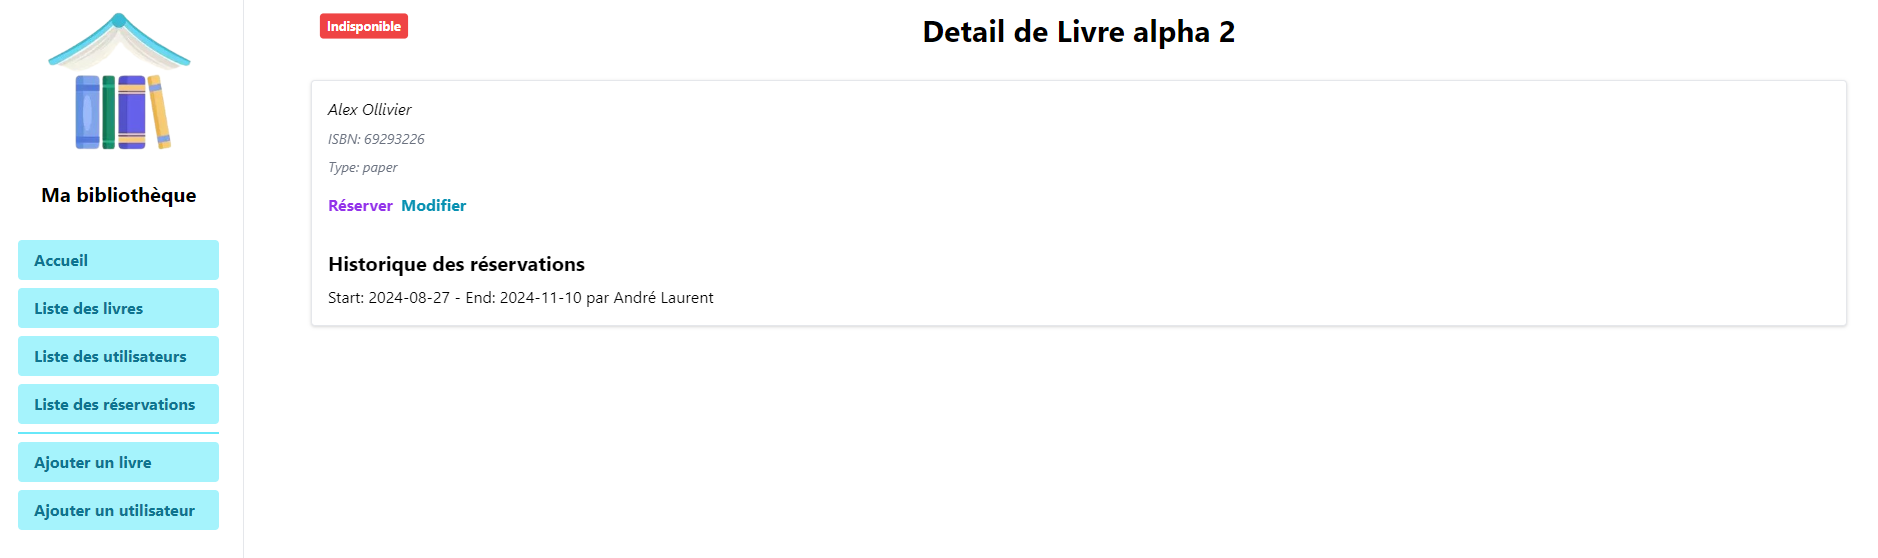 Ma bibliothèque
Accueil
Liste des livres
Liste des utilisateurs
Liste des réservations
Ajouter un livre
Ajouter un utilisateur
Indisponible
Detail de Livre alpha 2
Alex Ollivier
ISBN: 69293226
Type: paper
Réserver Modifier
Historique des réservations
Start: 2024-08-27 - End: 2024-11-10 par André Laurent